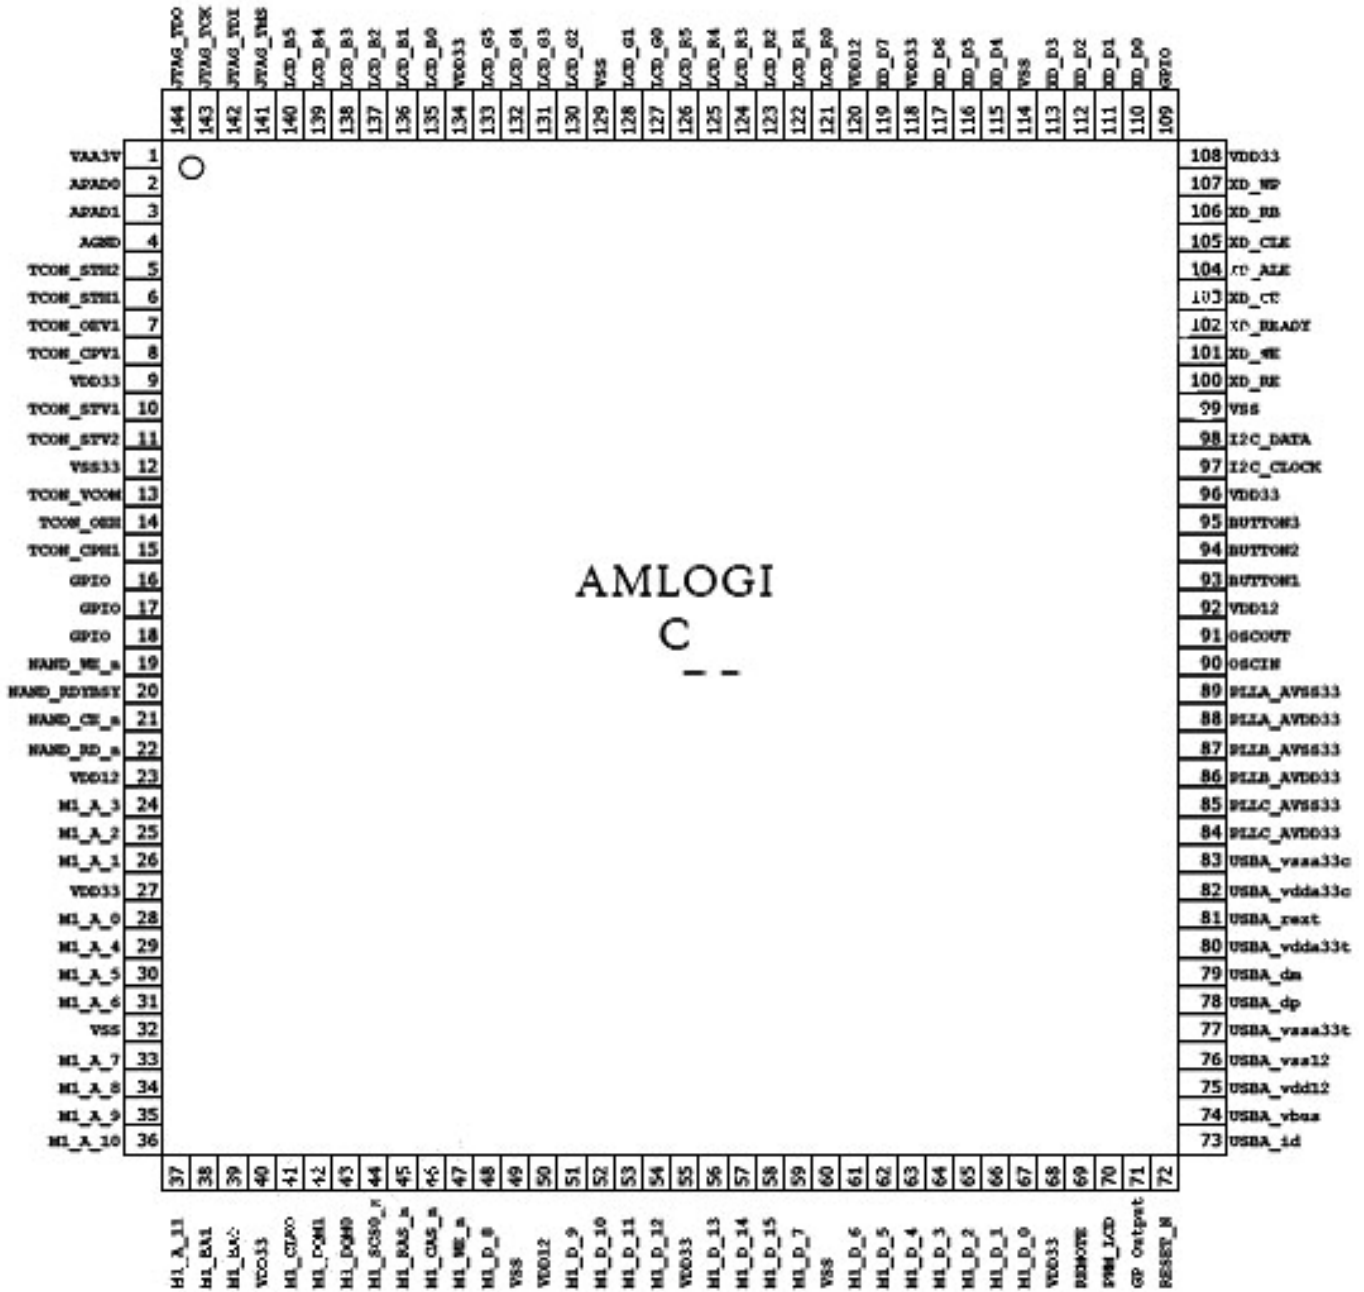 JTAG_TDO
JTAG_TCK
JTAG_TDI
JTAG_TMS
LCD_B5
LCD_B4
LCD_B3
LCD_B2
LCD_B1
LCD_B0
VDD33
LCD_G5
LCD_G4
LCD_G3
LCD_G2
VSS
LCD_G1
LCD_G0
LCD_R5
LCD_R4
LCD_R3
LCD_R2
LCD_R1
LCD_R0
VDD12
XD_D7
VDD33
XD_D6
XD_D5
XD_D4
VSS
XD_D3
XD_D2
XD_D1
XD_D0
GPIO
144 143 142 141 140 139 138 137 136 135 134 133 132 131 130 129 128 127 126 125 124 123 122 121 120 119 118 117 116 115 114 113 112 111 110 109
VAA3V 1
APAD0 2
APAD1 3
AGND 4
TCON_STH2 5
TCON_STH1 6
TCON_OEV1 7
TCON_CPV1 8
VDD33 9
TCON_STV1 10
TCON_STV2 11
VSS33 12
TCON_VCOM 13
TCON_OEH 14
TCON_CPH1 15
GPIO 16
GPIO 17
GPIO 18
NAND_WE_n 19
NAND_RDYBSY 20
NAND_CE_n 21
NAND_RD_n 22
VDD12 23
M1_A_3 24
M1_A_2 25
M1_A_1 26
VDD33 27
M1_A_0 28
M1_A_4 29
M1_A_5 30
M1_A_6 31
VSS 32
M1_A_7 33
M1_A_8 34
M1_A_9 35
M1_A_10 36
AMLOGI
C
_ _
108 VDD33
107 XD_WP
106 XD_RB
105 XD_CLE
104 XD_ALE
103 XD_CE
102 XD_READY
101 XD_WE
100 XD_RE
99 VSS
98 I2C_DATA
97 I2C_CLOCK
96 VDD33
95 BUTTON3
94 BUTTON2
93 BUTTON1
92 VDD12
91 OSCOUT
90 OSCIN
89 PLLA_AVSS33
88 PLLA_AVDD33
87 PLLB_AVSS33
86 PLLB_AVDD33
85 PLLC_AVSS33
84 PLLC_AVDD33
83 USBA_vssa33c
82 USBA_vdda33c
81 USBA_rext
80 USBA_vdda33t
79 USBA_dm
78 USBA_dp
77 USBA_vssa33t
76 USBA_vss12
75 USBA_vdd12
74 USBA_vbus
73 USBA_id
37 38 39 40 41 42 43 44 45 46 47 48 49 50 51 52 53 54 55 56 57 58 59 60 61 62 63 64 65 66 67 68 69 70 71 72
M1_A_11
M1_BA1
M1_BA0
VDD33
M1_CLKO
M1_DQM1
M1_DQM0
M1_SCS0_N
M1_RAS_n
M1_CAS_n
M1_WE_n
M1_D_8
VSS
VDD12
M1_D_9
M1_D_10
M1_D_11
M1_D_12
VDD33
M1_D_13
M1_D_14
M1_D_15
M1_D_7
VSS
M1_D_6
M1_D_5
M1_D_4
M1_D_3
M1_D_2
M1_D_1
M1_D_0
VDD33
REMOTE
PWM_LCD
GP Output
RESET_N